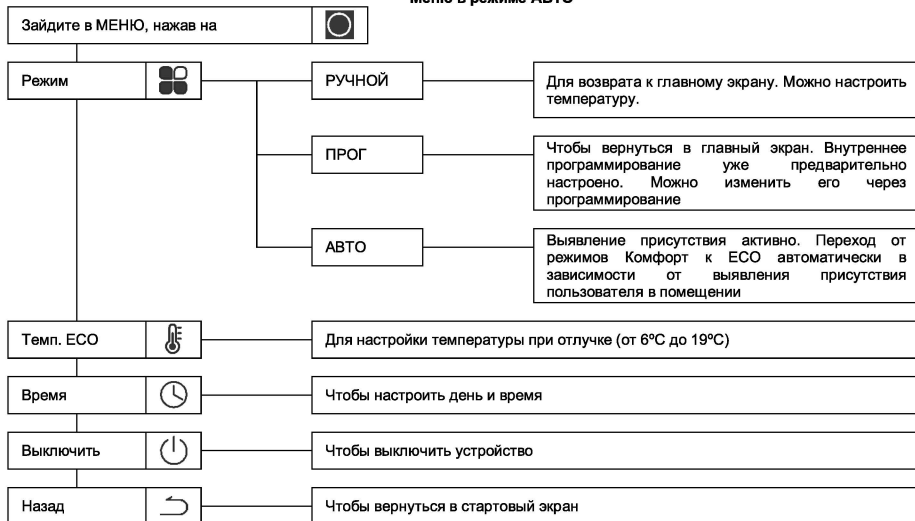 Меню в режиме АВТО
Зайдите в МЕНЮ, нажав на
Режим
РУЧНОЙ
Для возврата к главному экрану. Можно настроить
температуру.
ПРОГ
Чтобы вернуться в главный экран. Внутреннее
программирование уже предварительно
настроено. Можно изменить его через
программирование
АВТО
Выявление присутствия активно. Переход от
режимов Комфорт к ECO автоматически в
зависимости от выявления присутствия
пользователя в помещении
Темп. ECO
Для настройки температуры при отлучке (от 6ºC до 19ºC)
Время
Чтобы настроить день и время
Выключить
Чтобы выключить устройство
Назад
Чтобы вернуться в стартовый экран